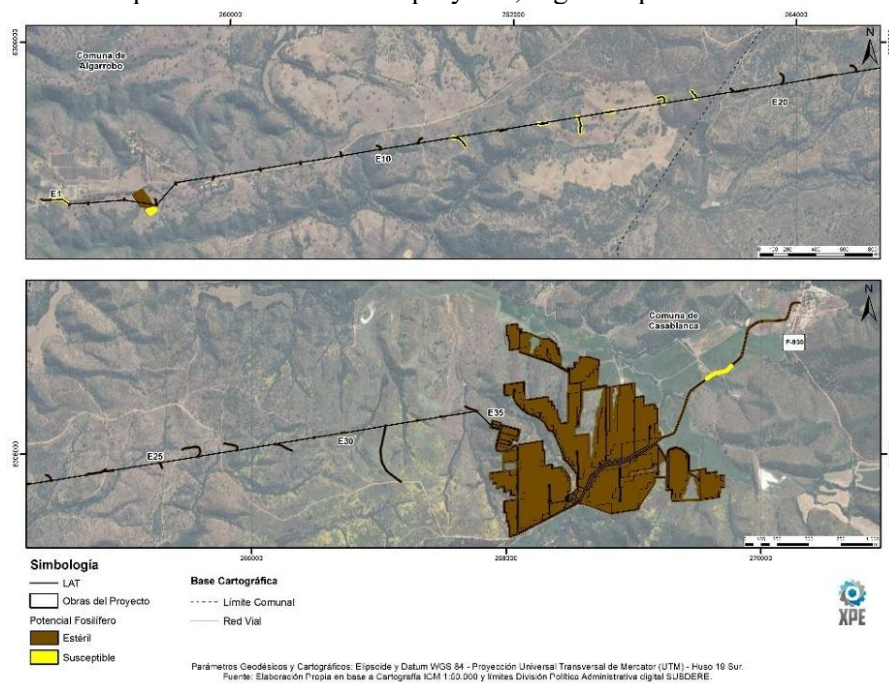 260000
262000
264000
Comuna de
Algarrobo
N
E20
E10
E1
N
Comuna de
Casablanca
F-830
E35
E30
E25
266000
270000
Simbología
LAT
Obras del Proyecto
Potencial Fosilífero
Estéril
Susceptible
Base Cartográfica
Límite Comunal
Red Vial
XPE
Parámetros Geodésicos y Cartográficos: Elipsoide y Datum WGS 84 - Proyección Universal Transversal de Mercator (UTM) - Huso 19 Sur.
Fuente: Elaboración Propia en base a Cartografía IGM 1:50.000 y límites División Político Administrativa digital SUBDERE.